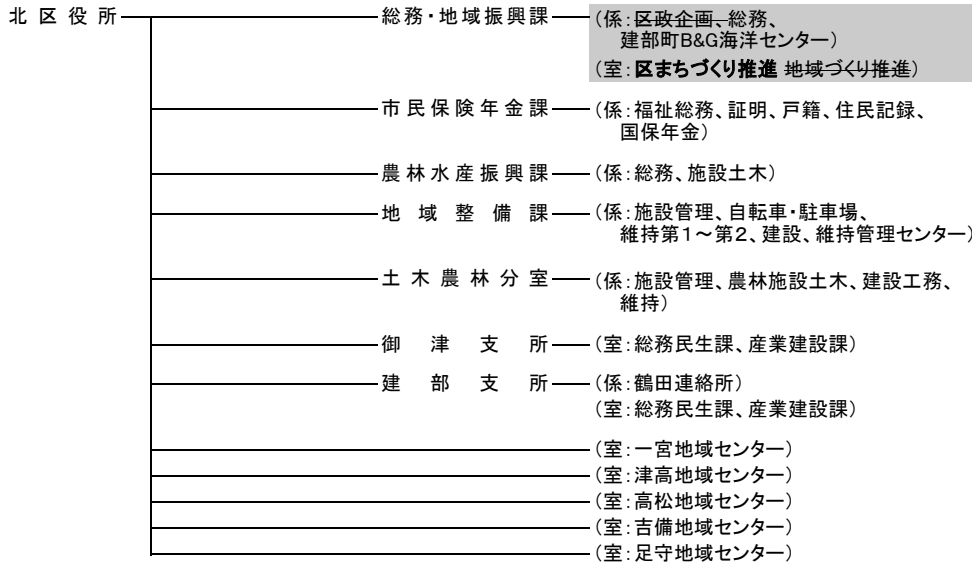 北区役所 総務・地域振興課 （係：区政企画、総務、
建部町B&G海洋センター）
（室：区まちづくり推進 地域づくり推進）
市民保険年金課 （係：福祉総務、証明、戸籍、住民記録、
国保年金）
農林水産振興課 （係：総務、施設土木）
地域整備課 （係：施設管理、自転車・駐車場、
維持第１～第２、建設、維持管理センター）
土木農林分室 （係：施設管理、農林施設土木、建設工務、
維持）
御津支所 （室：総務民生課、産業建設課）
建部支所 （係：鶴田連絡所）
（室：総務民生課、産業建設課）
（室：一宮地域センター）
（室：津高地域センター）
（室：高松地域センター）
（室：吉備地域センター）
（室：足守地域センター）